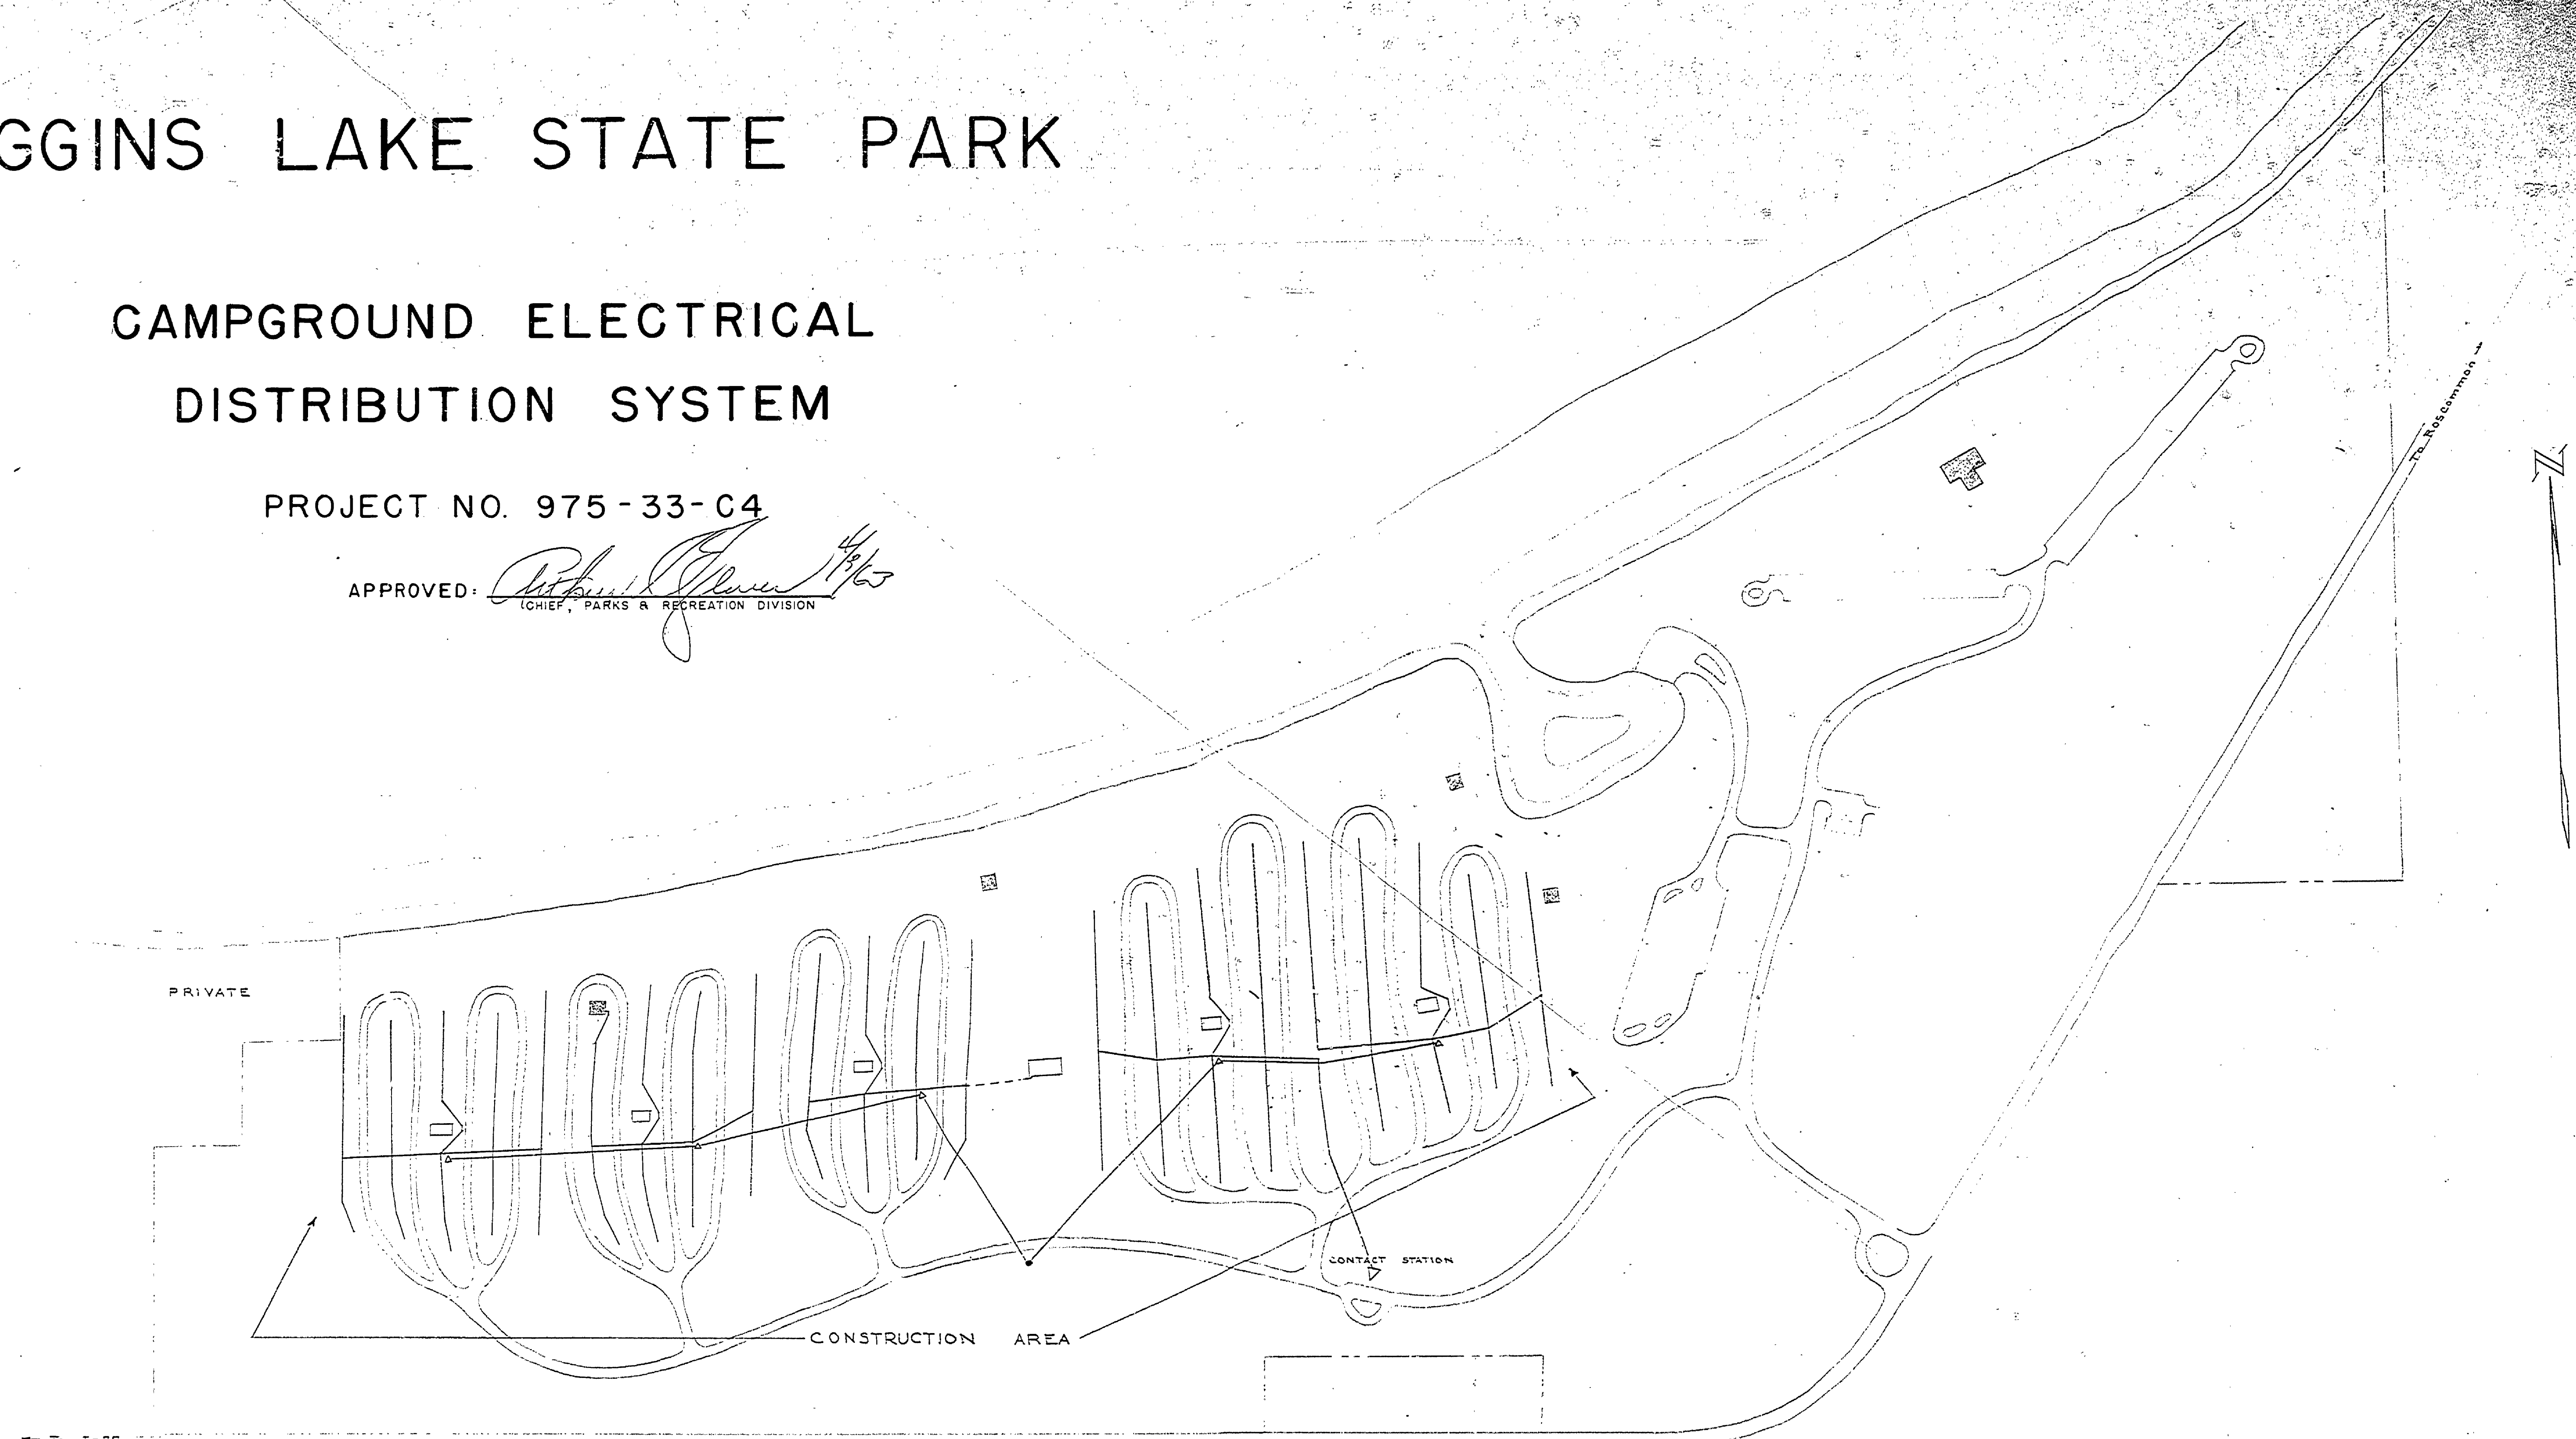 GGINS LAKE STATE PARK
CAMPGROUND ELECTRICAL
DISTRIBUTION SYSTEM
PROJECT NO. 975-33-C4
APPROVED:
CHIEF, PARKS & RECREATION DIVISION
To Roscommon
N
PRIVATE
CONTACT STATION
CONSTRUCTION AREA